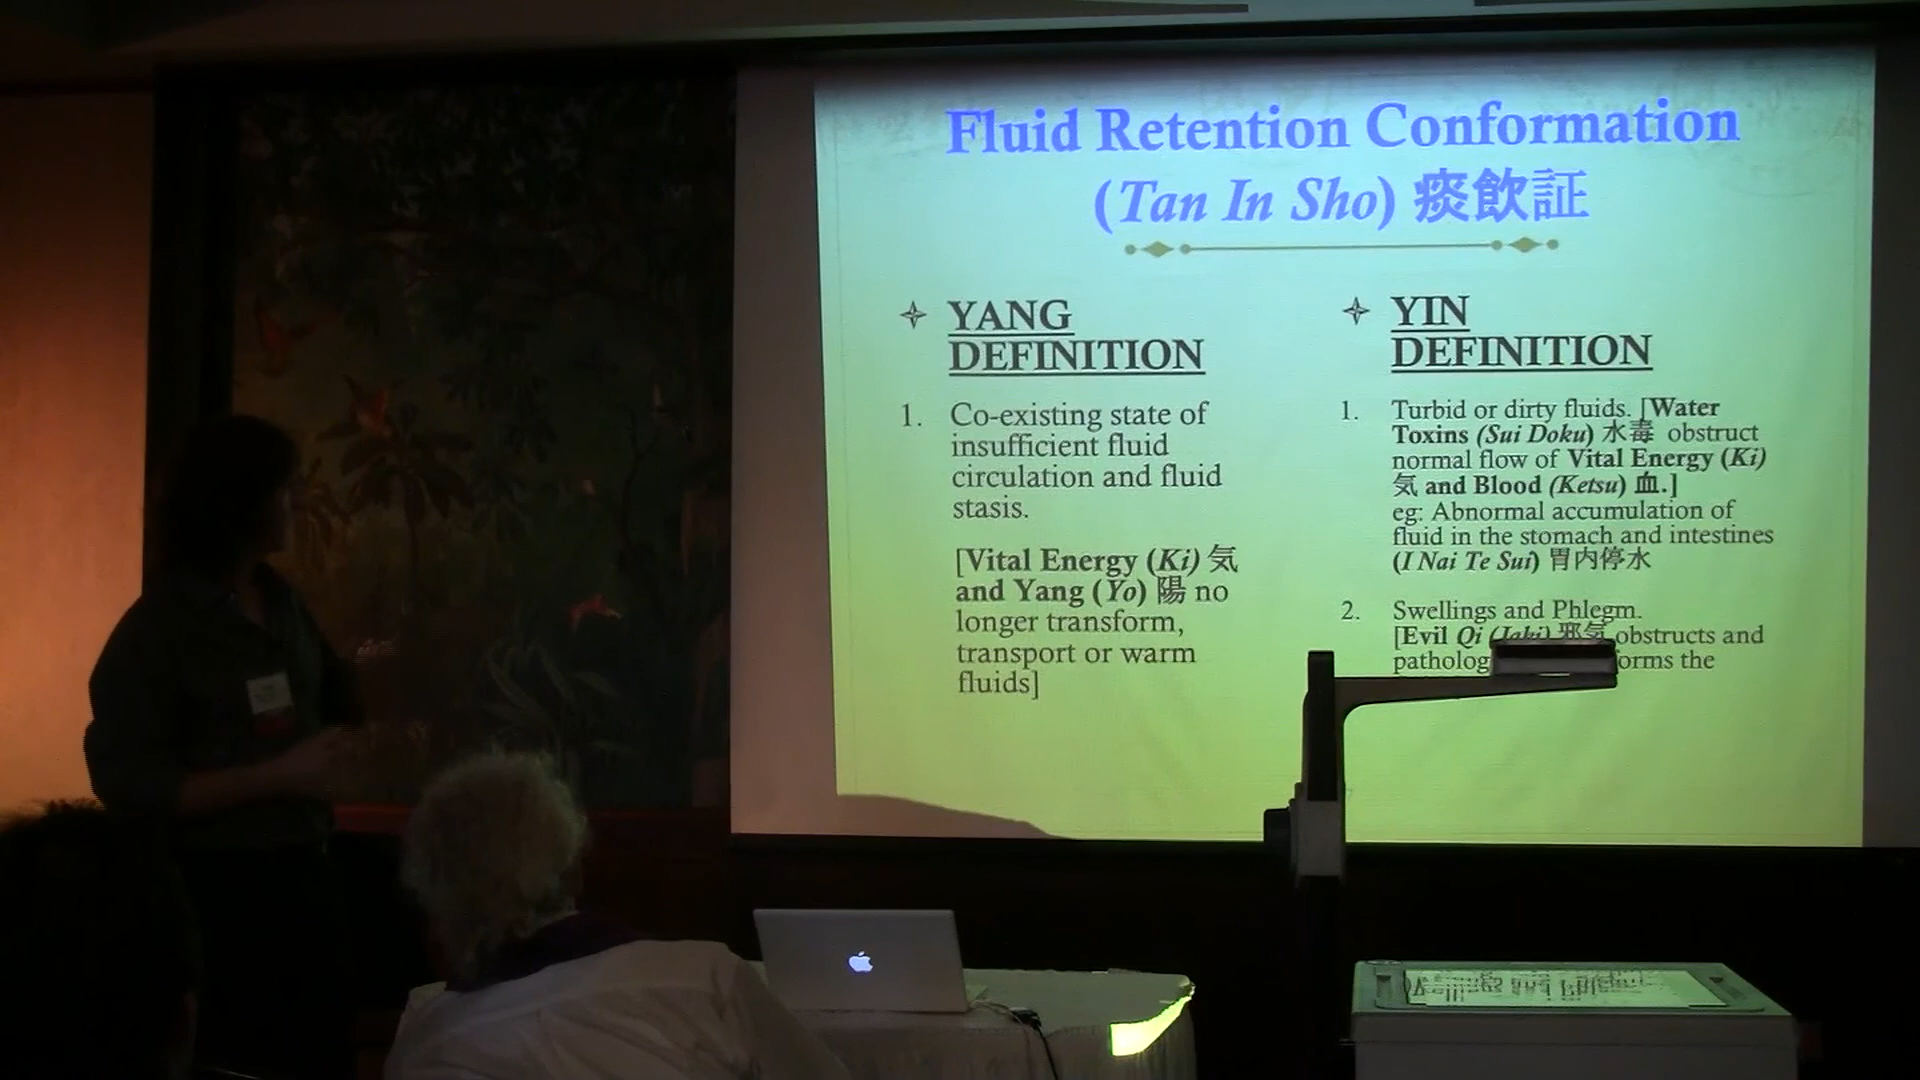 Fluid Retention Conformation
(Tan In Sho) 痰飲証
YANG
DEFINITION
1. Co-existing state of
insufficient fluid
circulation and fluid
stasis.
[Vital Energy (Ki) 気
and Yang (Yo) 陽 no
longer transform,
transport or warm
fluids]
YIN
DEFINITION
1. Turbid or dirty fluids. [Water
Toxins (Sui Doku) 水毒 obstruct
normal flow of Vital Energy (Ki)
気 and Blood (Ketsu) 血.]
eg: Abnormal accumulation of
fluid in the stomach and intestines
(I Nai Te Sui) 胃内停水
2. Swellings and Phlegm.
[Evil Qi (Jaki) 邪気 obstructs and
patholog orms the